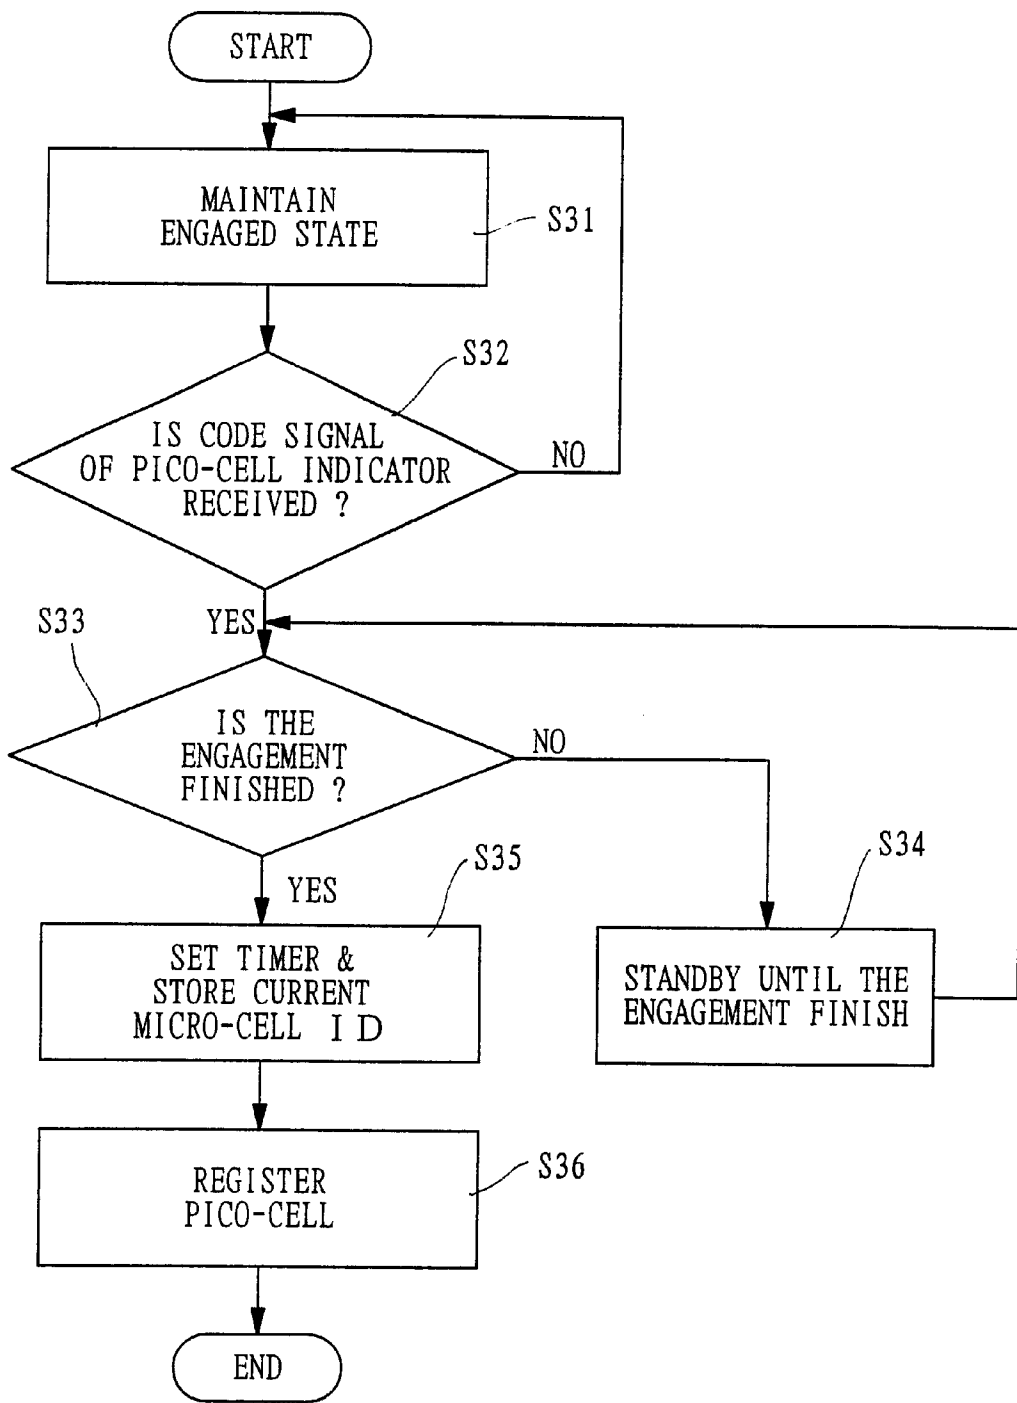 START
MAINTAIN
ENGAGED STATE
S31
S32
IS CODE SIGNAL
OF PICO-CELL INDICATOR
RECEIVED ?
NO
YES
S33
IS THE
ENGAGEMENT
FINISHED ?
NO
S34
STANDBY UNTIL THE
ENGAGEMENT FINISH
YES
S35
SET TIMER &
STORE CURRENT
MICRO-CELL ID
S36
REGISTER
PICO-CELL
END